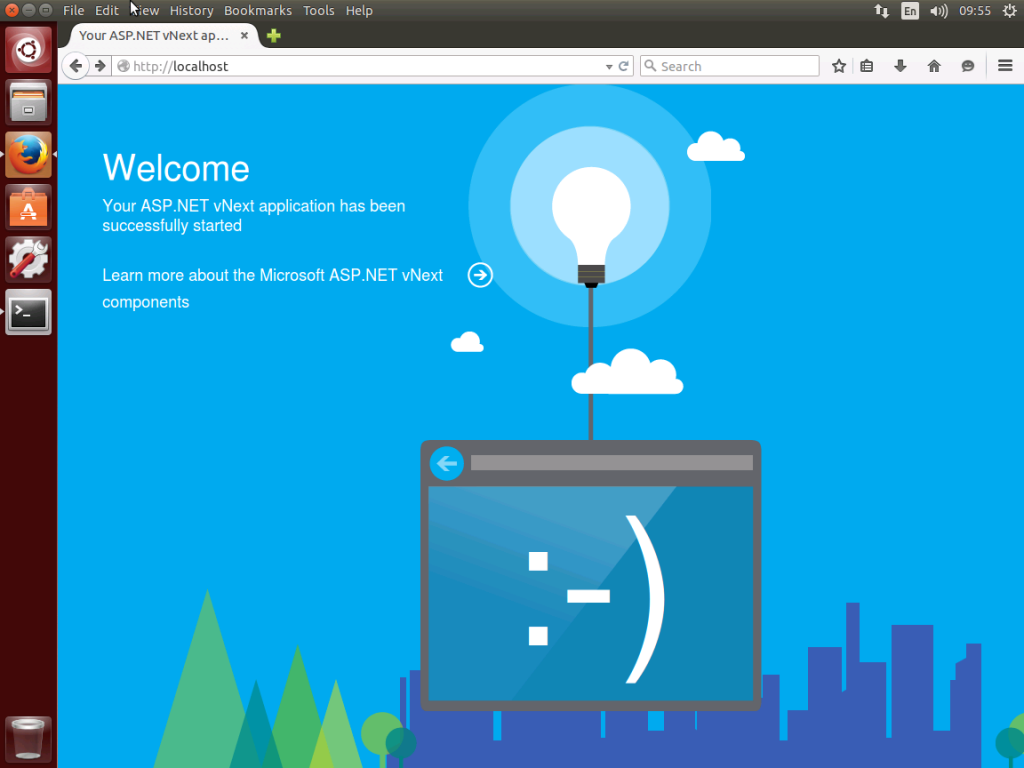 File Edit View History Bookmarks Tools Help
En
09:55
Your ASP.NET vNext ap...
http://localhost
Search
Welcome
Your ASP.NET vNext application has been
successfully started
Learn more about the Microsoft ASP.NET vNext
components
:-)